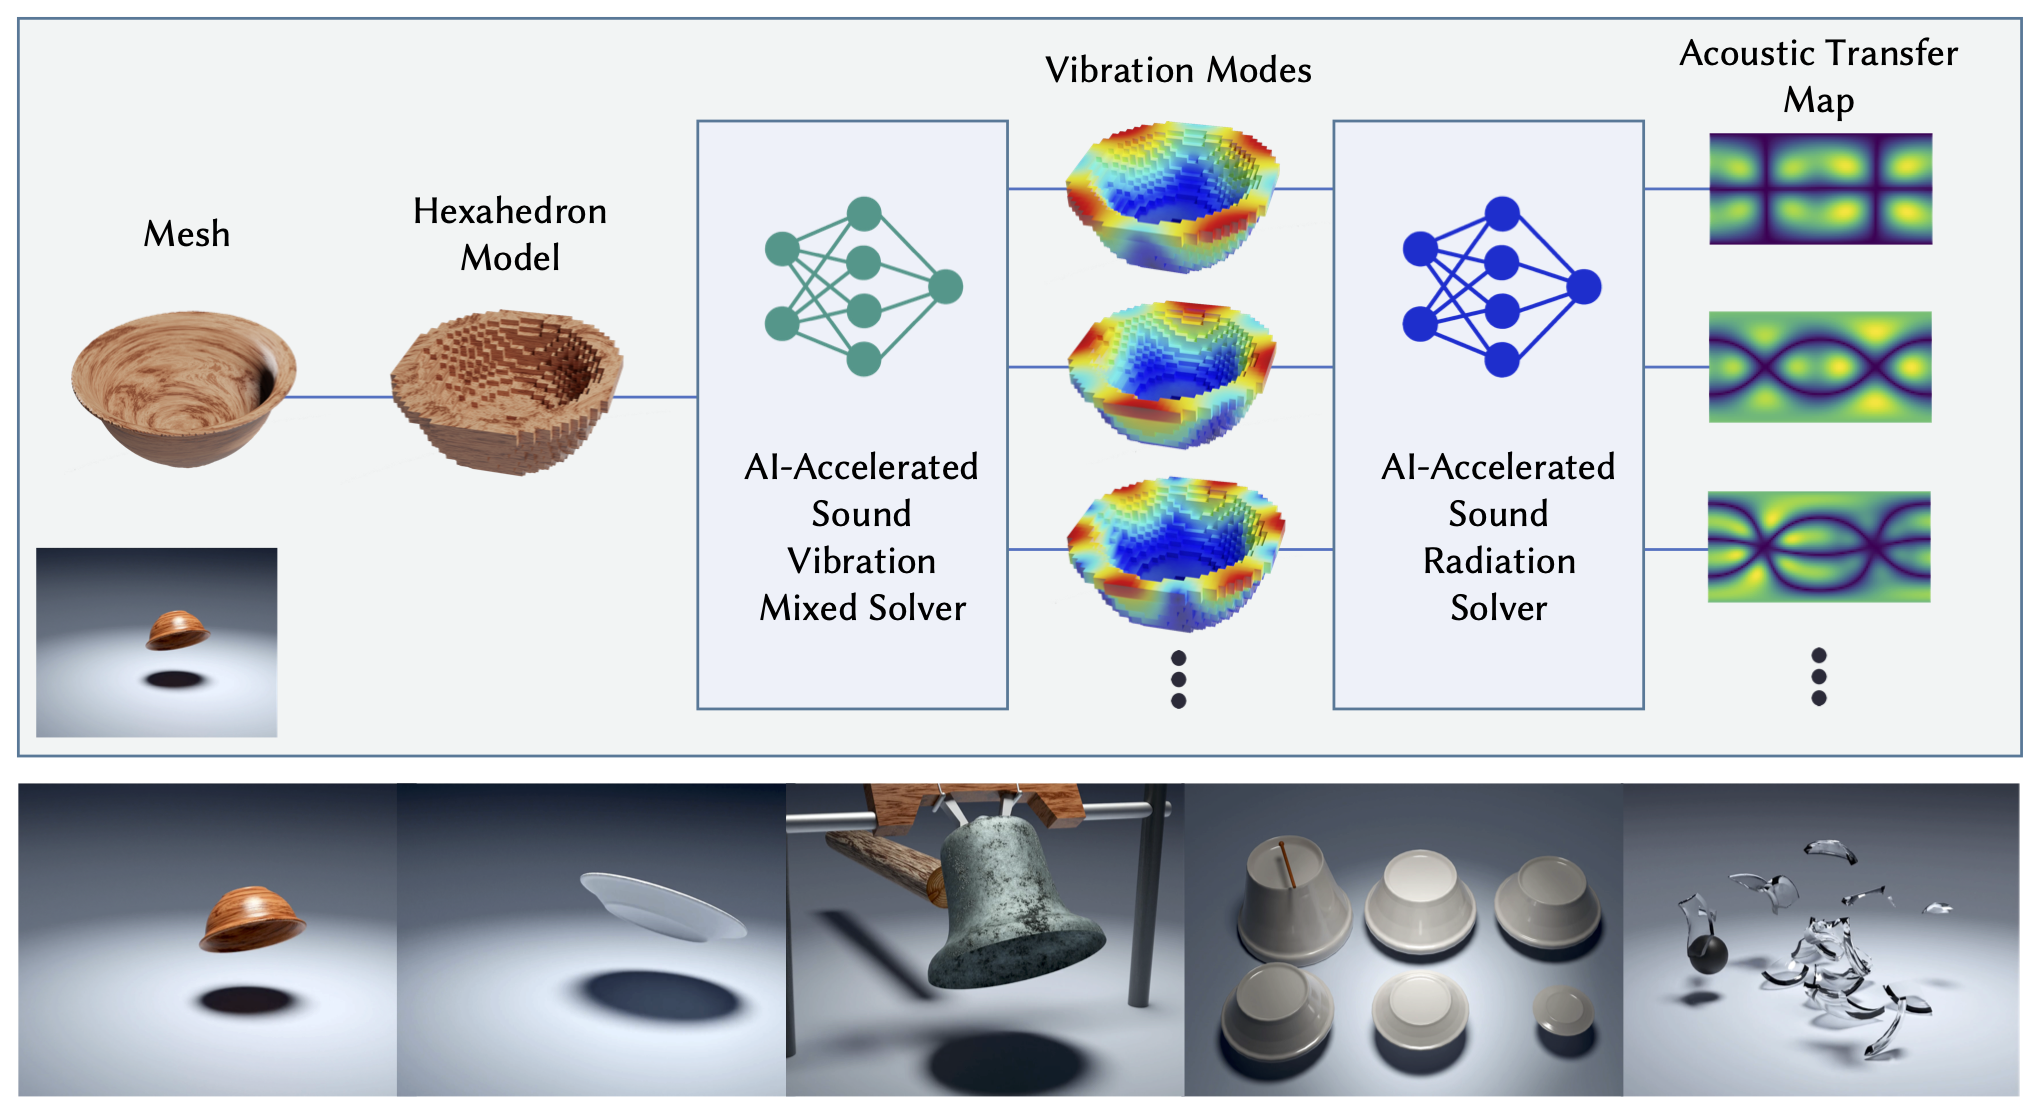 Mesh
Hexahedron
Model
AI-Accelerated
Sound
Vibration
Mixed Solver
Vibration Modes
AI-Accelerated
Sound
Radiation
Solver
Acoustic Transfer
Map